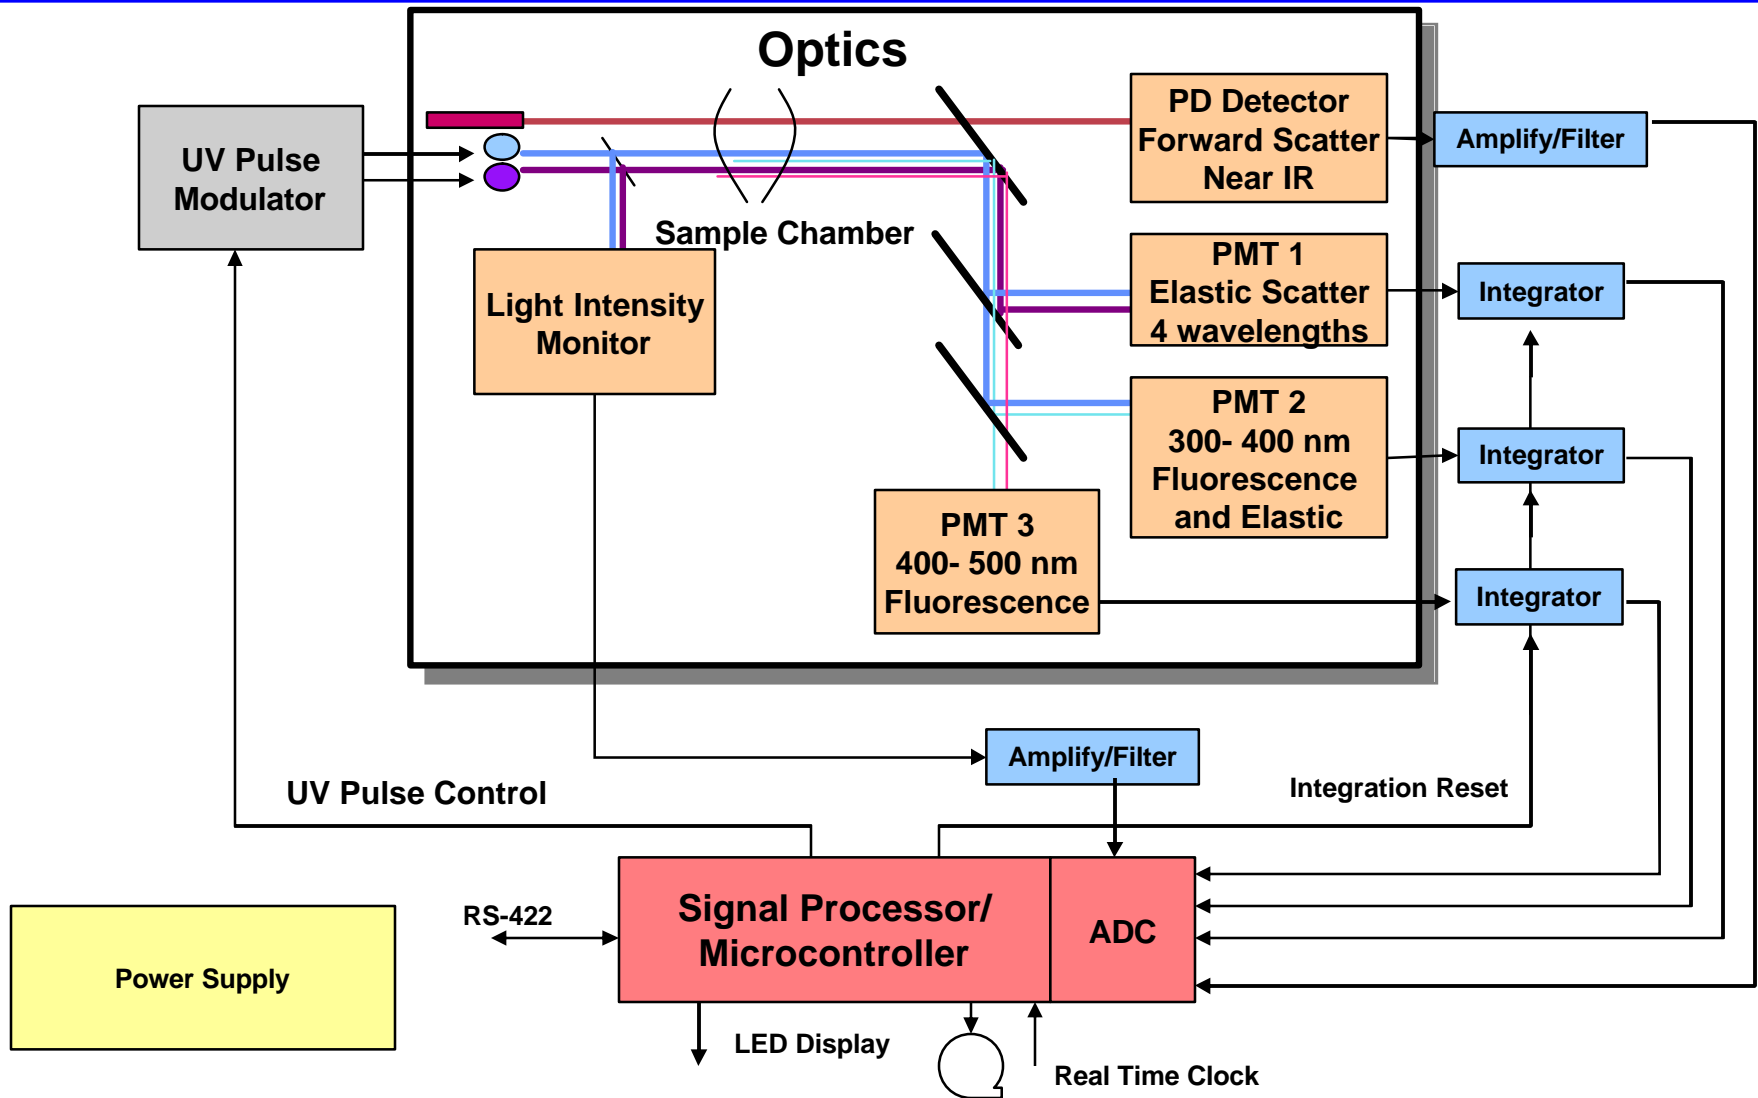 Optics
UV Pulse
Modulator
PD Detector
Forward Scatter
Near IR
Amplify/Filter
Sample Chamber
Light Intensity
Monitor
PMT 1
Elastic Scatter
4 wavelengths
Integrator
PMT 2
300- 400 nm
Fluorescence
and Elastic
Integrator
PMT 3
400- 500 nm
Fluorescence
Integrator
Amplify/Filter
UV Pulse Control
Integration Reset
RS-422
Signal Processor/
Microcontroller
ADC
Power Supply
LED Display
Real Time Clock